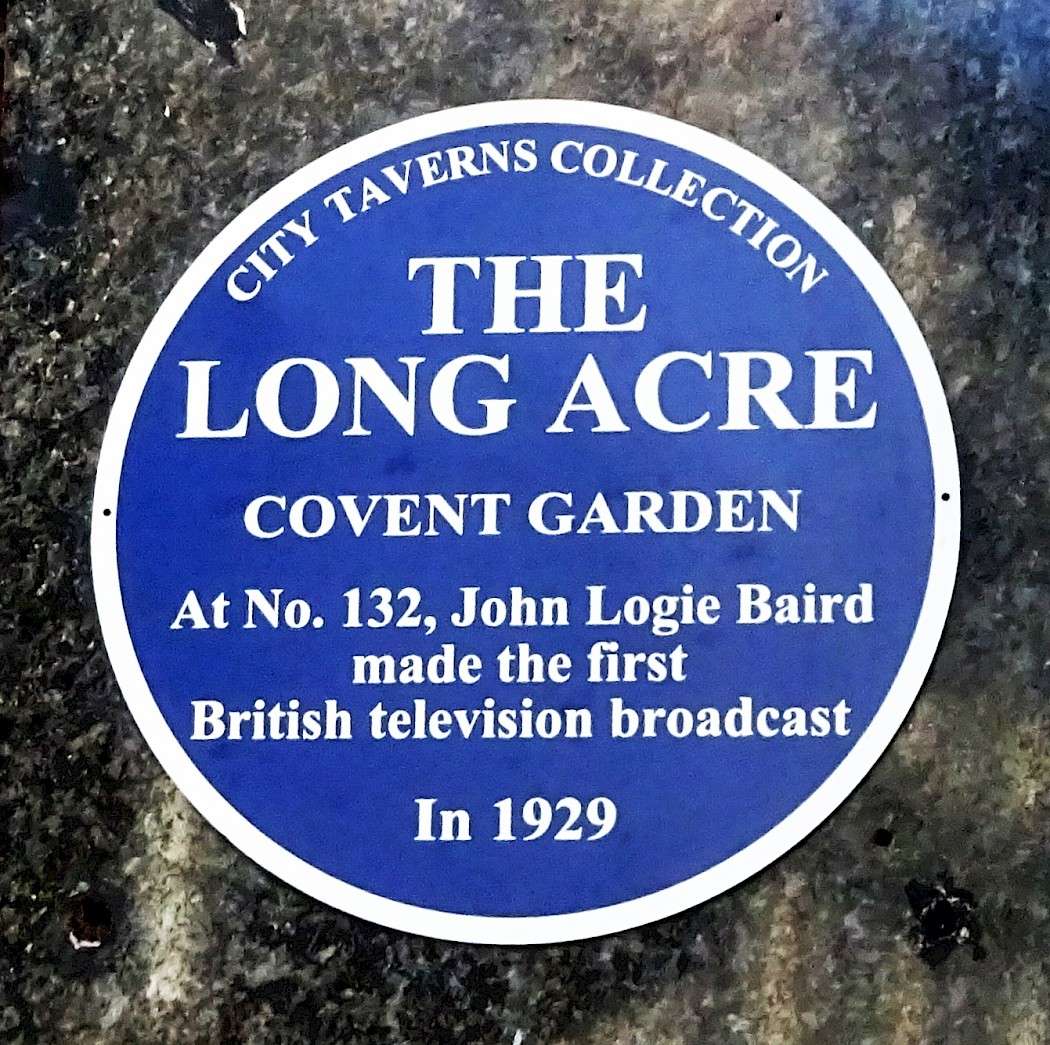 CITY TAVERNS COLLECTION
THE
LONG ACRE
COVENT GARDEN
At No. 132, John Logie Baird
made the first
British television broadcast
In 1929